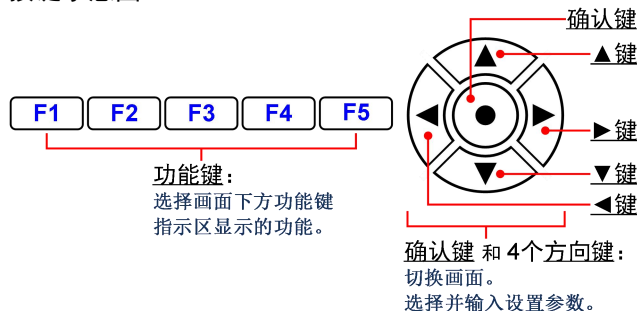 确认键
▲键
F1 F2 F3 F4 F5
▶键
功能键：
▼键
选择画面下方功能键
◀键
指示区显示的功能。
确认键 和 4个方向键：
切换画面。
选择并输入设置参数。